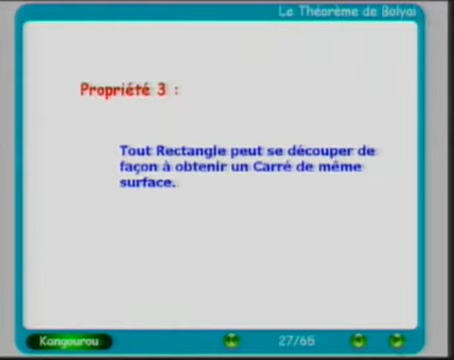 Le Théorème de Bolyai
Propriété 3 :
Tout Rectangle peut se découper de
façon à obtenir un Carré de même
surface.
Kangourou
27/65